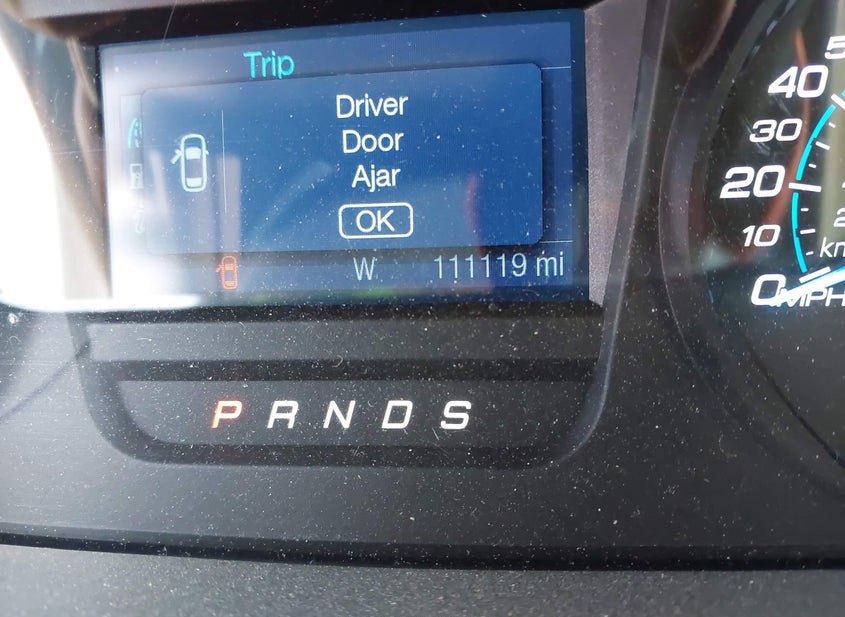 Trip
Driver
Door
Ajar
OK
W 111119 mi
P R N D S
40
30
20
10
0
MPH